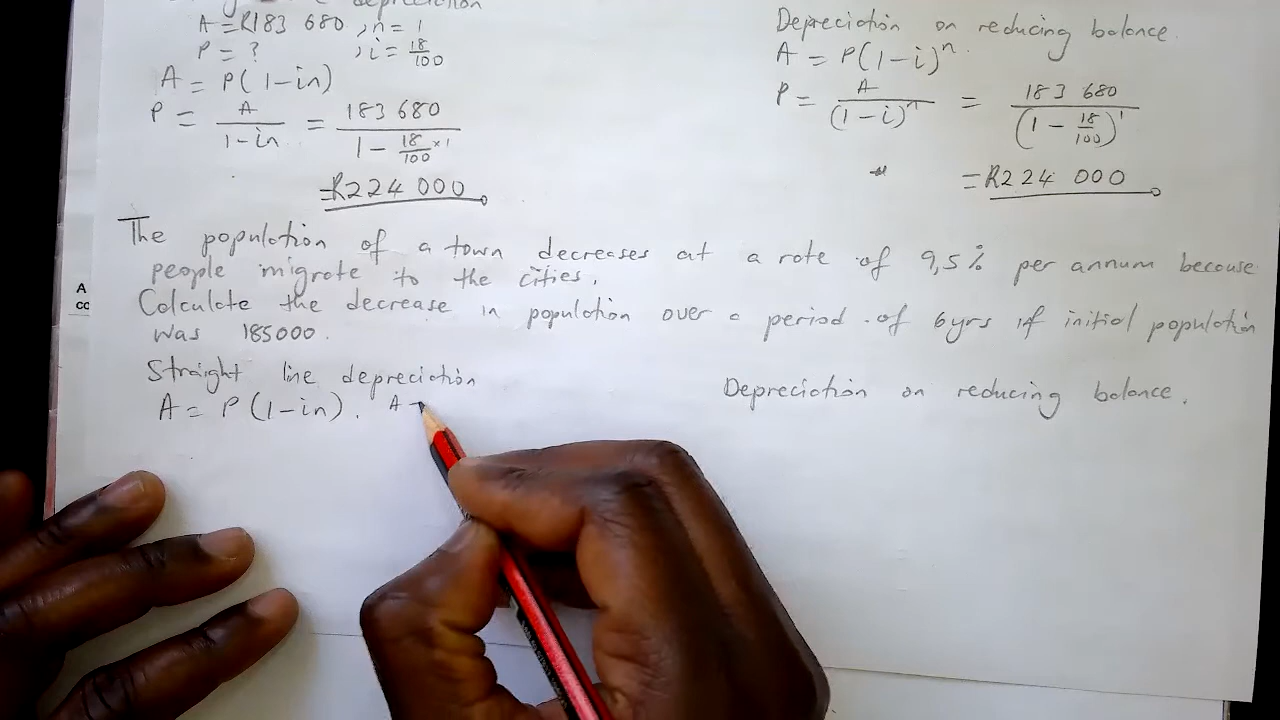 depreciation
A = R183 680 ; n = 1
P = ? ; i = 18/100
A = P(1-in)
P = A/1-in = 183 680/1 - 18/100 × 1
=R224 000
Depreciation on reducing balance.
A = P(1-i)^n.
P = A/(1-i)^n = 183 680/(1 - 18/100)^1
=R224 000
The population of a town decreases at a rate of 9,5% per annum because
people migrate to the cities.
Calculate the decrease in population over a period of 6yrs if initial population
was 185000.
Straight line depreciation
A = P(1-in). A
Depreciation on reducing balance.
A
CC